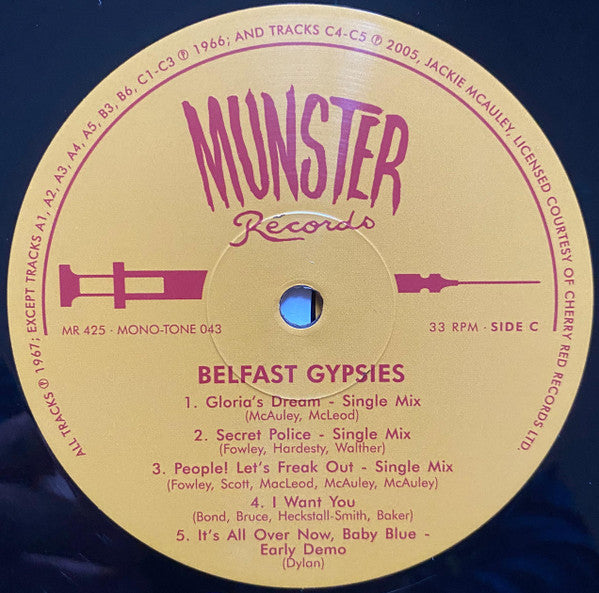 ALL TRACKS ℗ 1967; EXCEPT TRACKS A1, A2, A3, A4, A5, B3, B6, C1-C3 ℗ 1966; AND TRACKS C4-C5 ℗ 2005, JACKIE MCAULEY, LICENSED COURTESY OF CHERRY RED RECORDS LTD.
MUNSTER
Records
MR 425 - MONO-TONE 043
33 RPM - SIDE C
BELFAST GYPSIES
1. Gloria's Dream - Single Mix
(McAuley, McLeod)
2. Secret Police - Single Mix
(Fowley, Hardesty, Walther)
3. People! Let's Freak Out - Single Mix
(Fowley, Scott, MacLeod, McAuley, McAuley)
4. I Want You
(Bond, Bruce, Heckstall-Smith, Baker)
5. It's All Over Now, Baby Blue -
Early Demo
(Dylan)